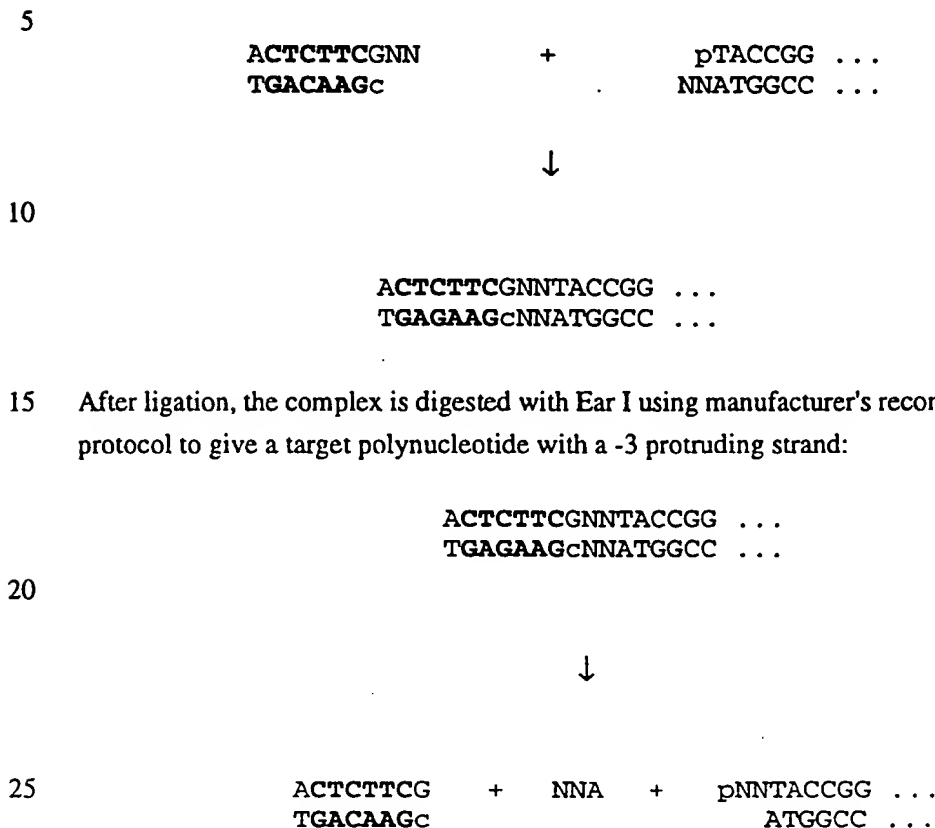 5
ACTCTTCGNN + pTACCGG ...
TGACAAGc NNATGGCC ...
↓
10
ACTCTTCGNNTACCGG ...
TGAGAAGcNNATGGCC ...
15 After ligation, the complex is digested with Ear I using manufacturer's recor
protocol to give a target polynucleotide with a -3 protruding strand:
ACTCTTCGNNTACCGG ...
TGAGAAGcNNATGGCC ...
20
↓
25 ACTCTTCG + NNA + pNNTACCGG ...
TGACAAGc ATGGCC ...